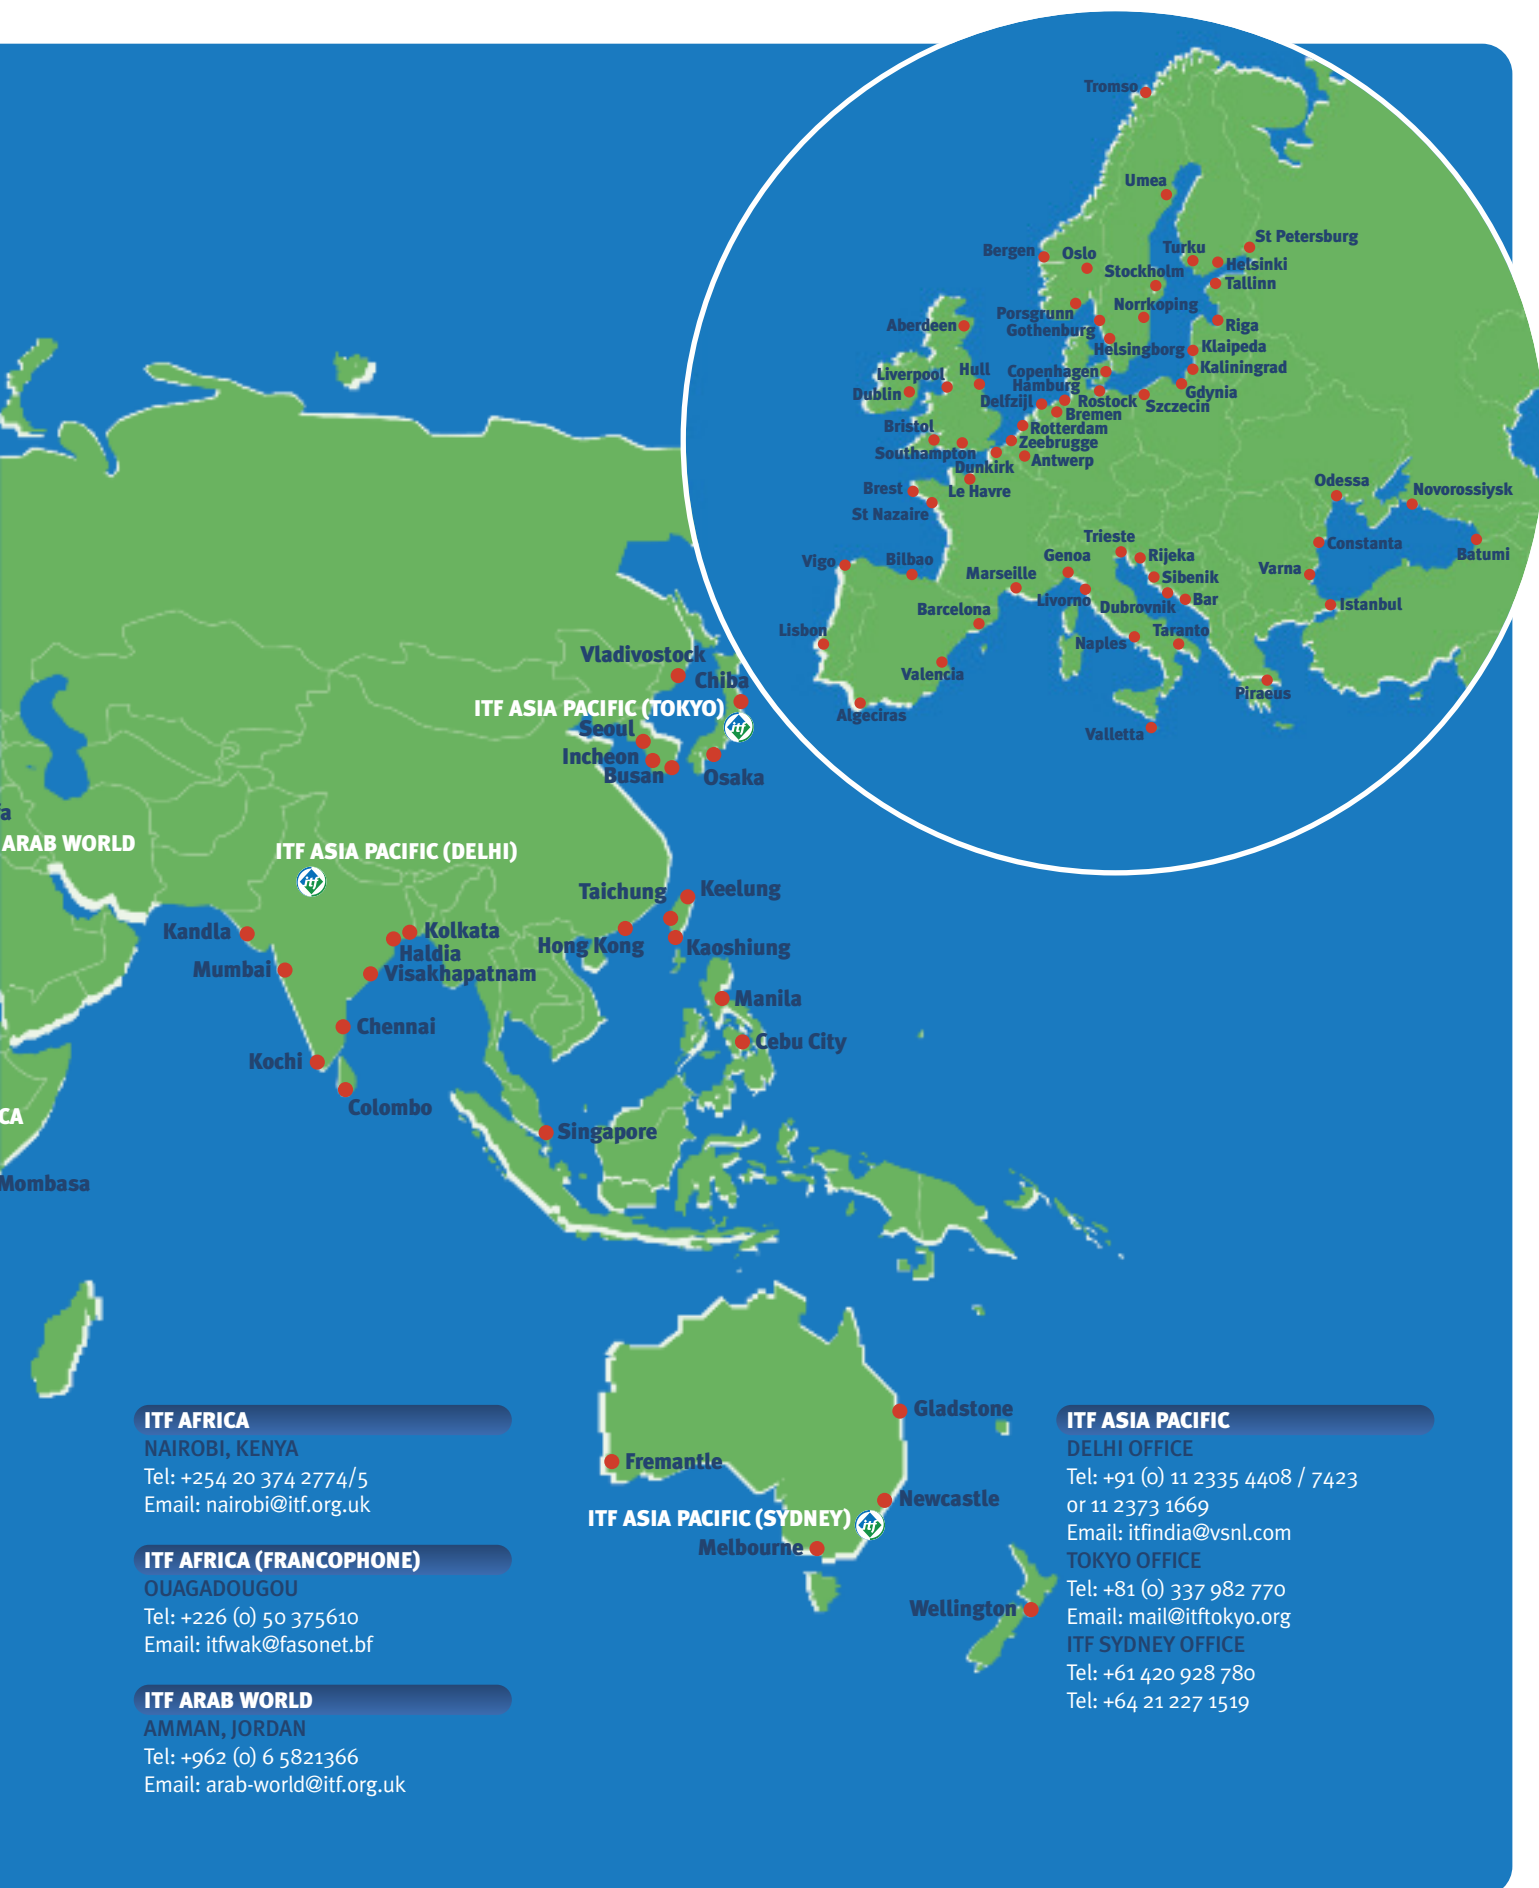 Tromso
Umea
St Petersburg
Bergen
Oslo
Turku
Helsinki
Stockholm
Tallinn
Norrkoping
Porsgrunn
Aberdeen
Riga
Gothenburg
Klaipeda
Helsingborg
Kaliningrad
Hull
Copenhagen
Liverpool
Hamburg
Gdynia
Dublin
Delfzijl
Rostock
Szczecin
Bremen
Bristol
Rotterdam
Zeebrugge
Southampton
Antwerp
Dunkirk
Brest
Le Havre
St Nazaire
Odessa
Novorossiysk
Trieste
Constanta
Genoa
Rijeka
Batumi
Vigo
Bilbao
Marseille
Varna
Sibenik
Livorno
Bar
Dubrovnik
Istanbul
Barcelona
Lisbon
Naples
Taranto
Valencia
Piraeus
Algeciras
Valletta
Vladivostock
Chiba
ITF ASIA PACIFIC (TOKYO)
itf
Seoul
Incheon
Busan
Osaka
fa
ARAB WORLD
ITF ASIA PACIFIC (DELHI)
itf
Taichung
Keelung
Kandla
Kolkata
Hong Kong
Kaoshiung
Haldia
Mumbai
Visakhapatnam
Manila
Chennai
Cebu City
Kochi
Colombo
CA
Singapore
Mombasa
Gladstone
Fremantle
Newcastle
ITF ASIA PACIFIC (SYDNEY)
itf
Melbourne
Wellington
ITF AFRICA
NAIROBI, KENYA
Tel: +254 20 374 2774/5
Email: nairobi@itf.org.uk
ITF AFRICA (FRANCOPHONE)
OUAGADOUGOU
Tel: +226 (0) 50 375610
Email: itfwak@fasonet.bf
ITF ARAB WORLD
AMMAN, JORDAN
Tel: +962 (0) 6 5821366
Email: arab-world@itf.org.uk
ITF ASIA PACIFIC
DELHI OFFICE
Tel: +91 (0) 11 2335 4408 / 7423
or 11 2373 1669
Email: itfindia@vsnl.com
TOKYO OFFICE
Tel: +81 (0) 337 982 770
Email: mail@itftokyo.org
ITF SYDNEY OFFICE
Tel: +61 420 928 780
Tel: +64 21 227 1519